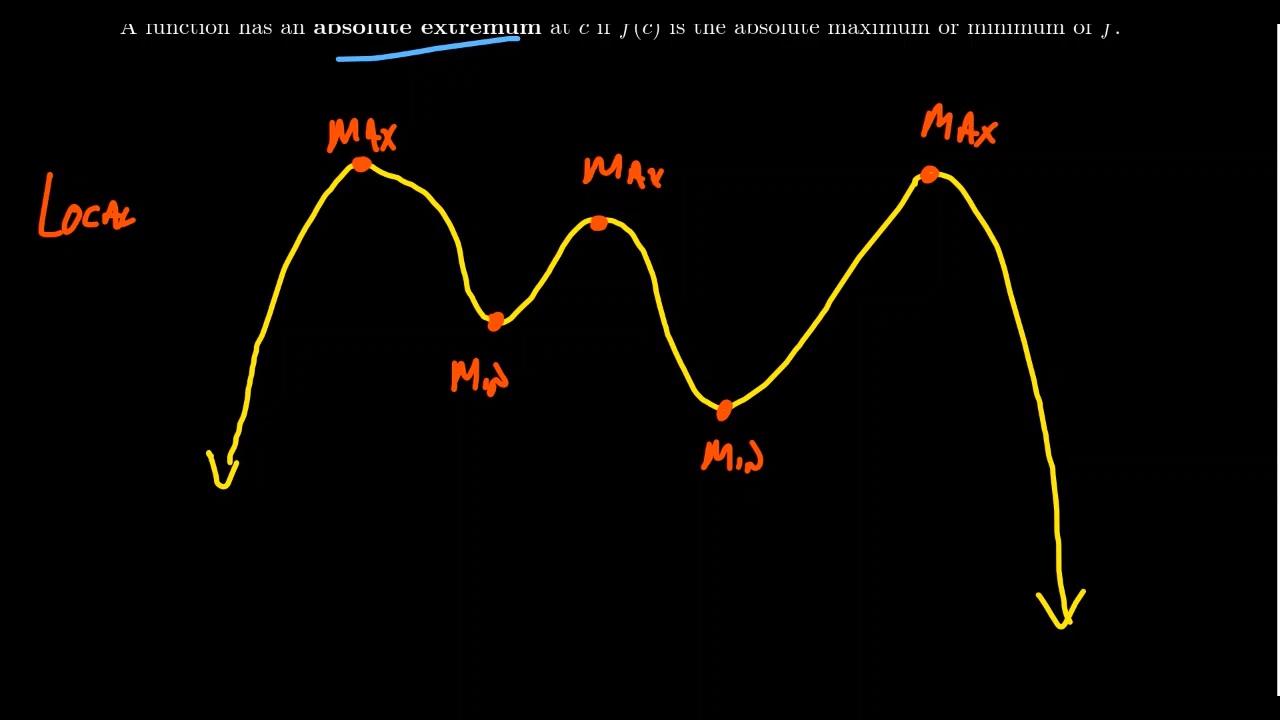 A function has an absolute extremum at c if f(c) is the absolute maximum or minimum of f.
MAX
MAX
MAX
LOCAL
MIN
MIN